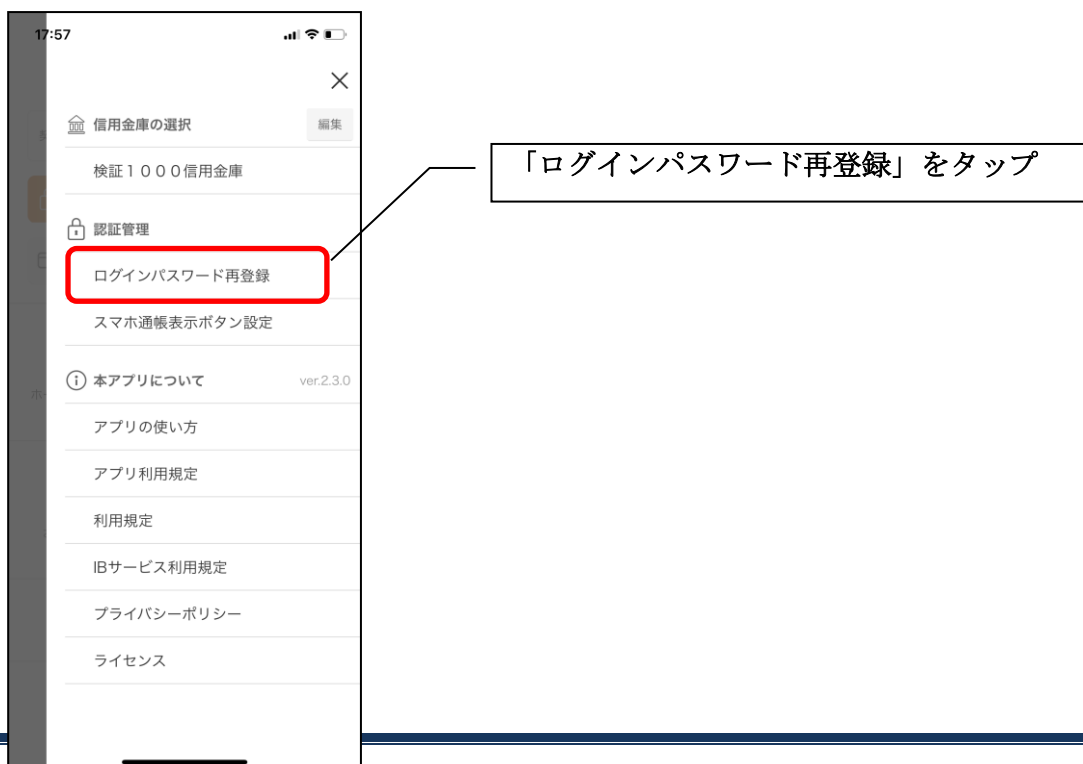 17:57
信用金庫の選択 編集
検証１０００信用金庫
「ログインパスワード再登録」をタップ
認証管理
ログインパスワード再登録
スマホ通帳表示ボタン設定
本アプリについて ver.2.3.0
アプリの使い方
アプリ利用規定
利用規定
IBサービス利用規定
プライバシーポリシー
ライセンス